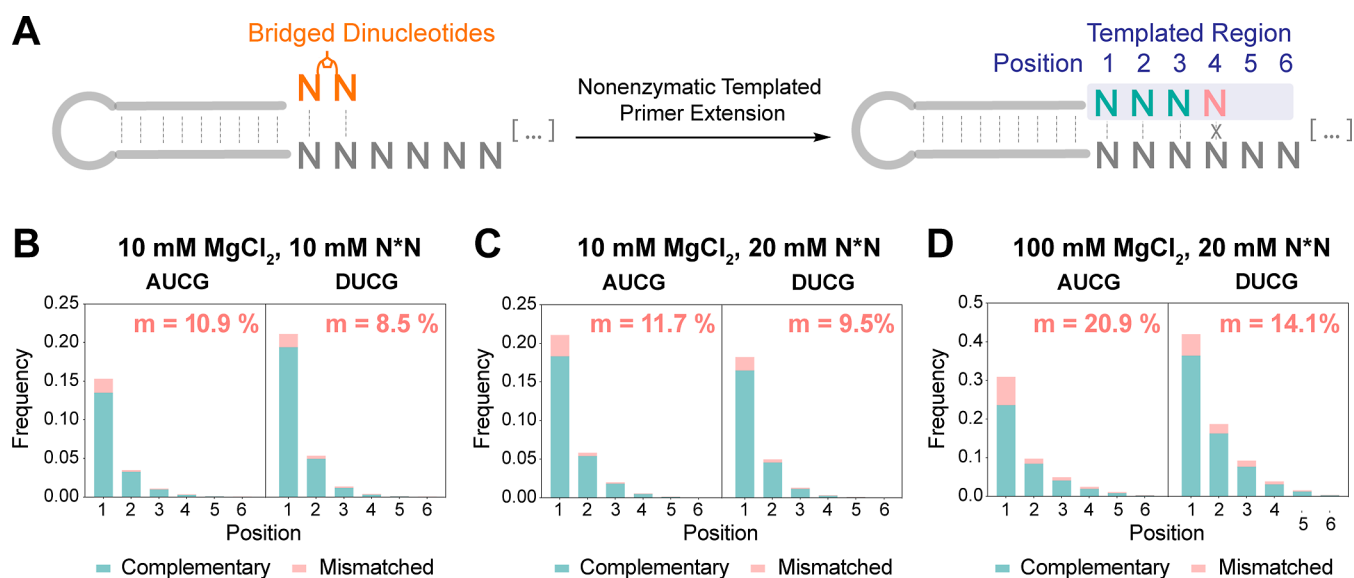 A
Bridged Dinucleotides
N N
N N N N N [ ... ]
Nonenzymatic Templated
Primer Extension
Templated Region
Position 1 2 3 4 5 6
N N N N
N N N N N N [ ... ]
B
10 mM MgCl₂, 10 mM N*N
AUCG DUCG
m = 10.9 % m = 8.5 %
Frequency
0.25
0.20
0.15
0.10
0.05
0.00
1 2 3 4 5 6 1 2 3 4 5 6
Position
Complementary Mismatched
C
10 mM MgCl₂, 20 mM N*N
AUCG DUCG
m = 11.7 % m = 9.5%
Frequency
0.25
0.20
0.15
0.10
0.05
0.00
1 2 3 4 5 6 1 2 3 4 5 6
Position
Complementary Mismatched
D
100 mM MgCl₂, 20 mM N*N
AUCG DUCG
m = 20.9 % m = 14.1%
Frequency
0.5
0.4
0.3
0.2
0.1
0.0
1 2 3 4 5 6 1 2 3 4 5 6
Position
Complementary Mismatched